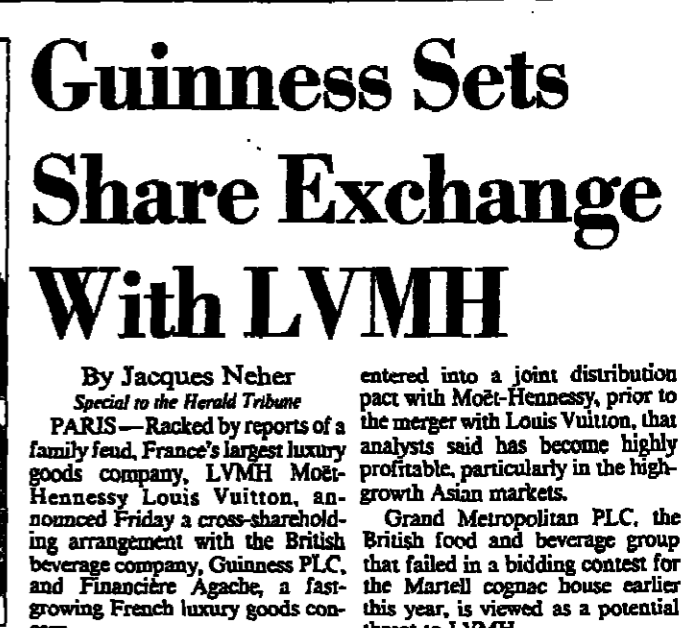 Guinness Sets
Share Exchange
With LVMH
By Jacques Neher
Special to the Herald Tribune
PARIS — Racked by reports of a
family feud, France's largest luxury
goods company, LVMH Moët-
Hennessy Louis Vuitton, an-
nounced Friday a cross-sharehold-
ing arrangement with the British
beverage company, Guinness PLC,
and Financière Agache, a fast-
growing French luxury goods con-
entered into a joint distribution
pact with Moët-Hennessy, prior to
the merger with Louis Vuitton, that
analysts said has become highly
profitable, particularly in the high-
growth Asian markets.
Grand Metropolitan PLC, the
British food and beverage group
that failed in a bidding contest for
the Martell cognac house earlier
this year, is viewed as a potential
threat to LVMH